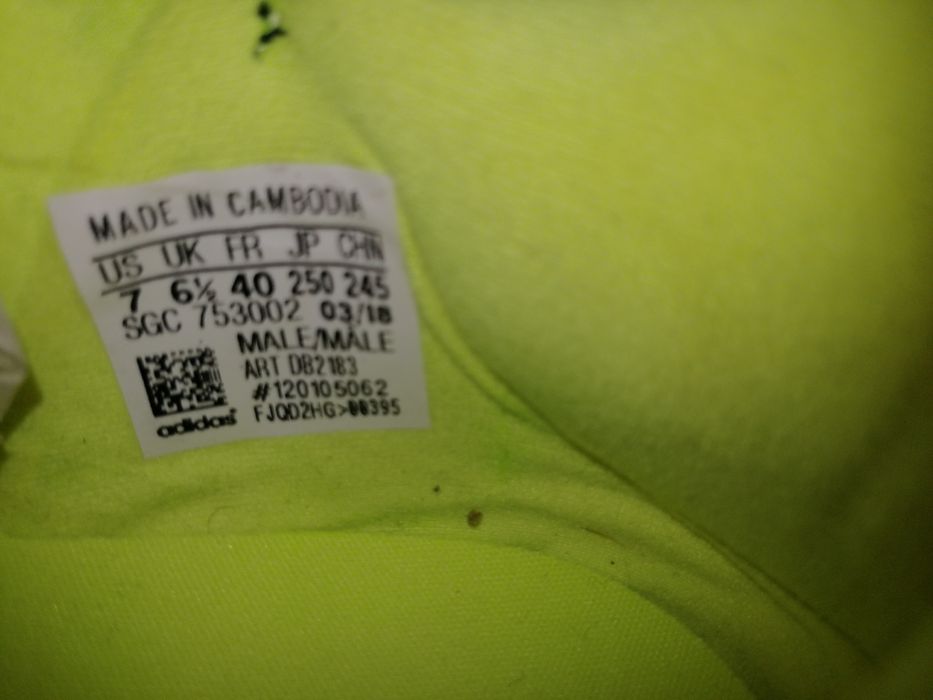 MADE IN CAMBODIA
US UK FR JP CHN
7 6½ 40 250 245
SGC 753002 03/18
MALE/MÂLE
ART DB2183
#120105062
FJQD2HG>00395
adidas